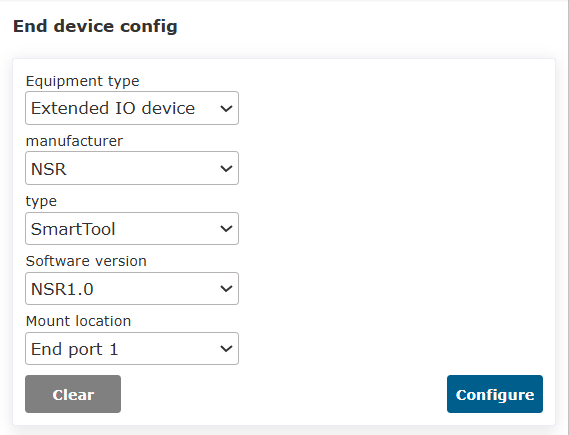 End device config
Equipment type
Extended IO device
manufacturer
NSR
type
SmartTool
Software version
NSR1.0
Mount location
End port 1
Clear
Configure